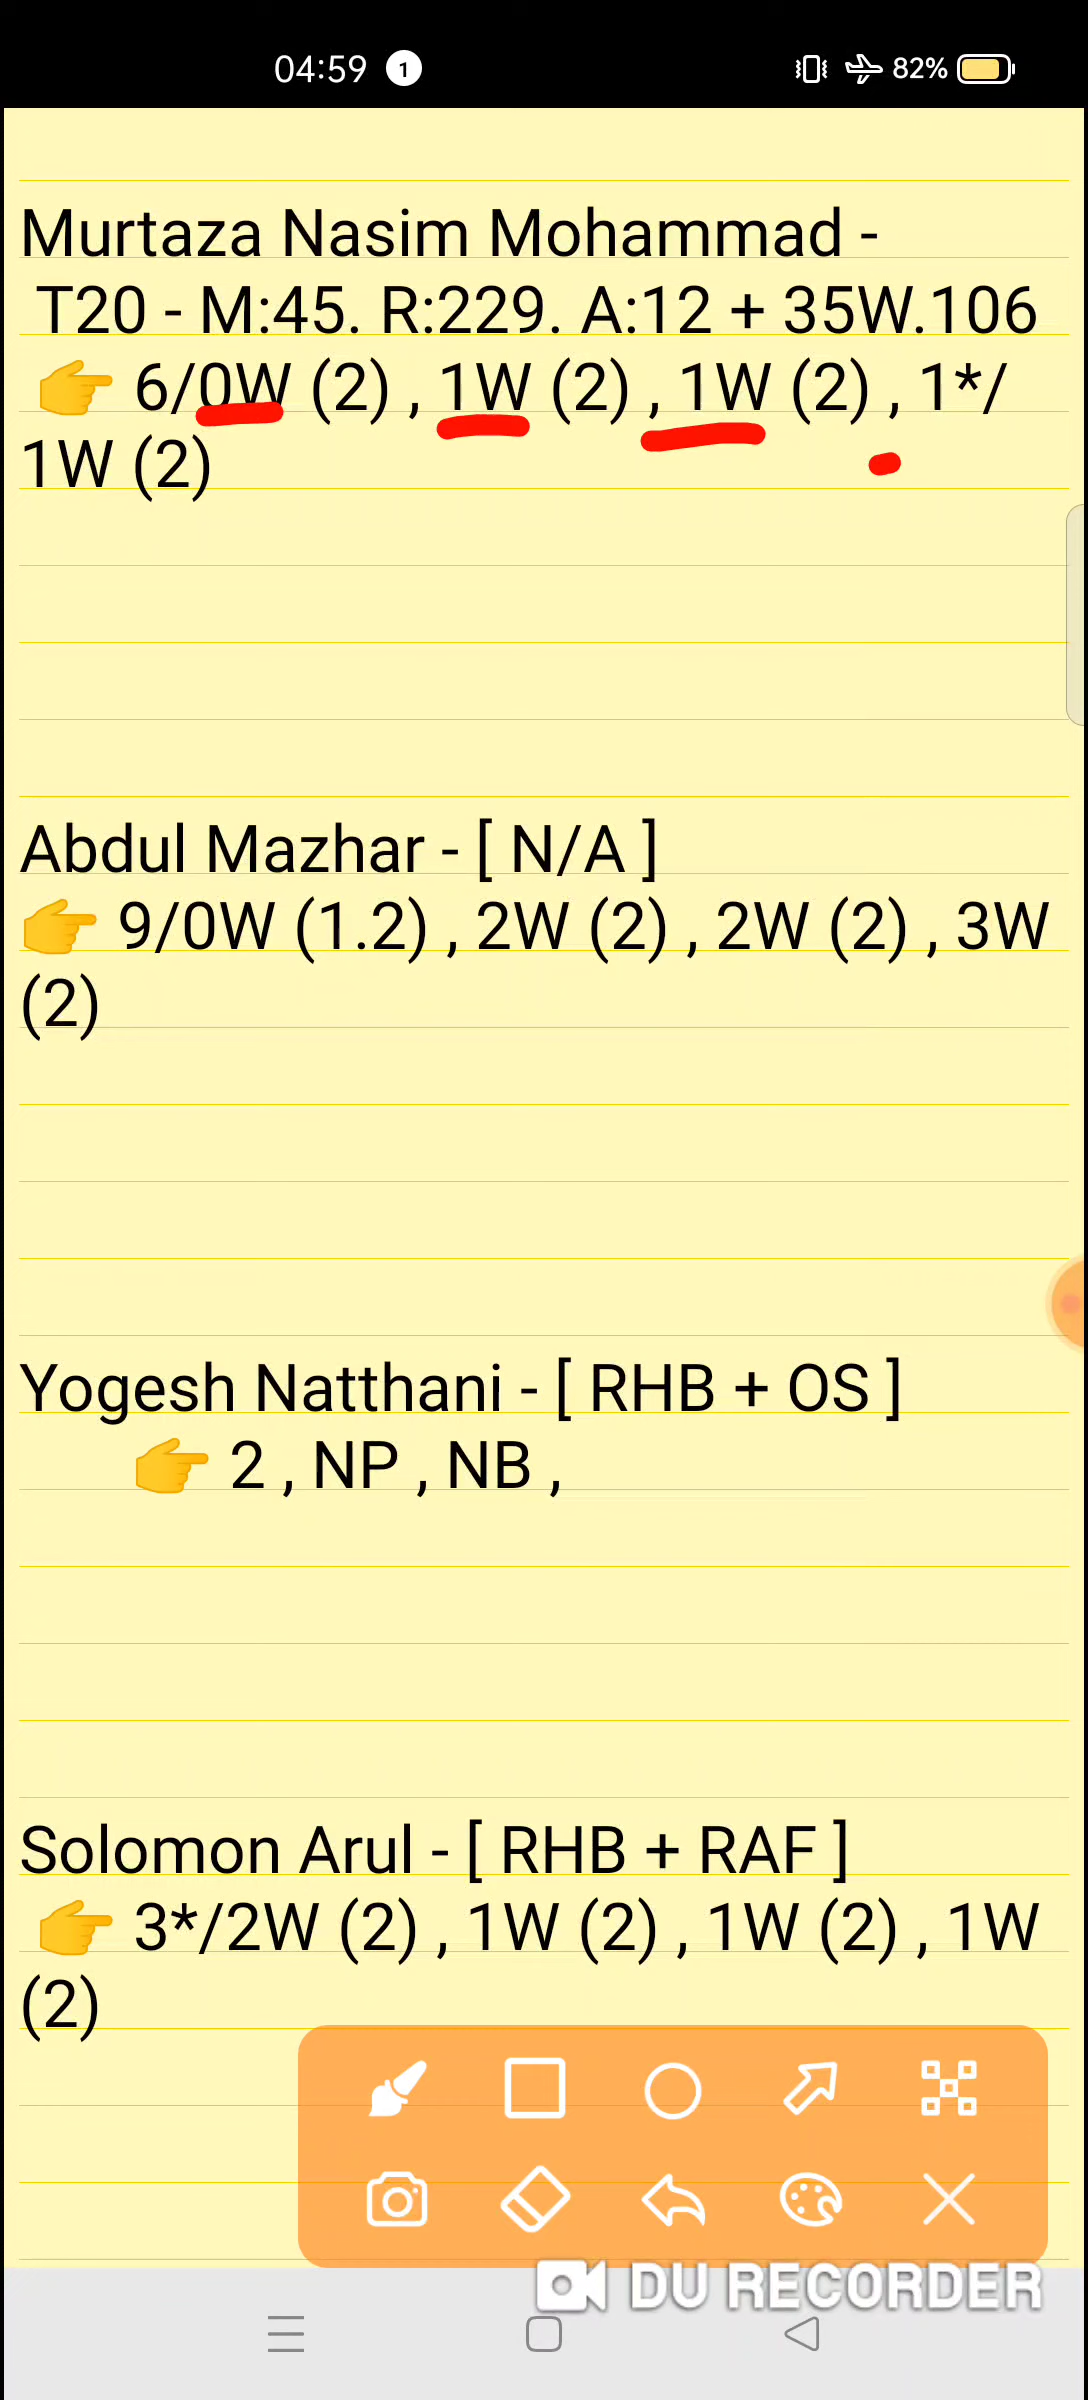 04:59 1 82%
Murtaza Nasim Mohammad -
T20 - M:45. R:229. A:12 + 35W.106
👉 6/0W (2) , 1W (2) , 1W (2) , 1*/
1W (2)
Abdul Mazhar - [ N/A ]
👉 9/0W (1.2) , 2W (2) , 2W (2) , 3W
(2)
Yogesh Natthani - [ RHB + OS ]
👉 2 , NP , NB ,
Solomon Arul - [ RHB + RAF ]
👉 3*/2W (2) , 1W (2) , 1W (2) , 1W
(2)
DU RECORDER